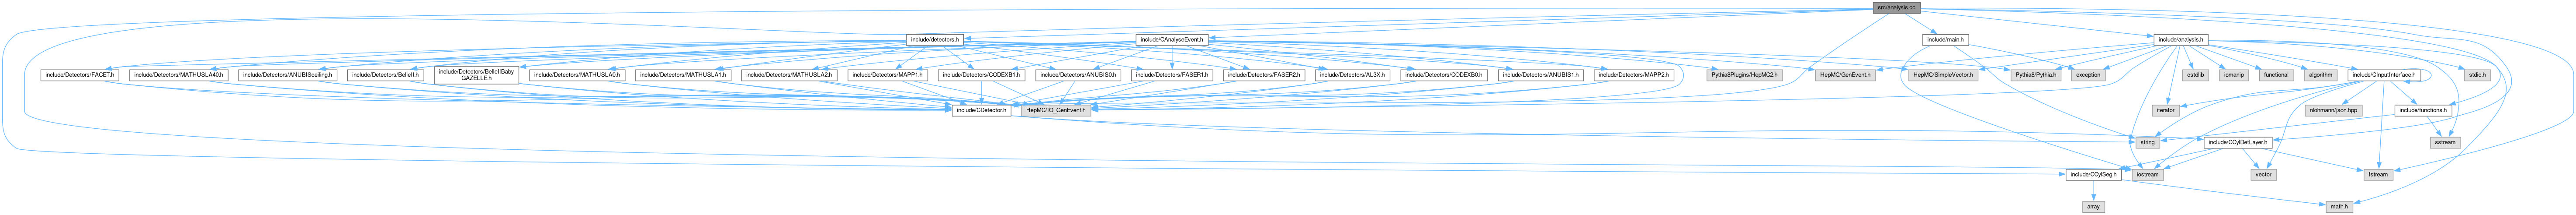 src/analysis.cc
include/detectors.h
include/CAnalyseEvent.h
include/main.h
include/analysis.h
include/Detectors/FACET.h
include/Detectors/MATHUSLA40.h
include/Detectors/ANUBISceiling.h
include/Detectors/BelleII.h
include/Detectors/BelleIIBaby
GAZELLE.h
include/Detectors/MATHUSLA0.h
include/Detectors/MATHUSLA1.h
include/Detectors/MATHUSLA2.h
include/Detectors/MAPP1.h
include/Detectors/CODEXB1.h
include/Detectors/ANUBIS0.h
include/Detectors/FASER1.h
include/Detectors/FASER2.h
include/Detectors/AL3X.h
include/Detectors/CODEXB0.h
include/Detectors/ANUBIS1.h
include/Detectors/MAPP2.h
Pythia8Plugins/HepMC2.h
HepMC/GenEvent.h
HepMC/SimpleVector.h
Pythia8/Pythia.h
exception
cstdlib
iomanip
functional
algorithm
include/CInputInterface.h
stdio.h
include/CDetector.h
HepMC/IO_GenEvent.h
iterator
nlohmann/json.hpp
include/functions.h
string
include/CCylDetLayer.h
sstream
include/CCylSeg.h
iostream
vector
fstream
array
math.h